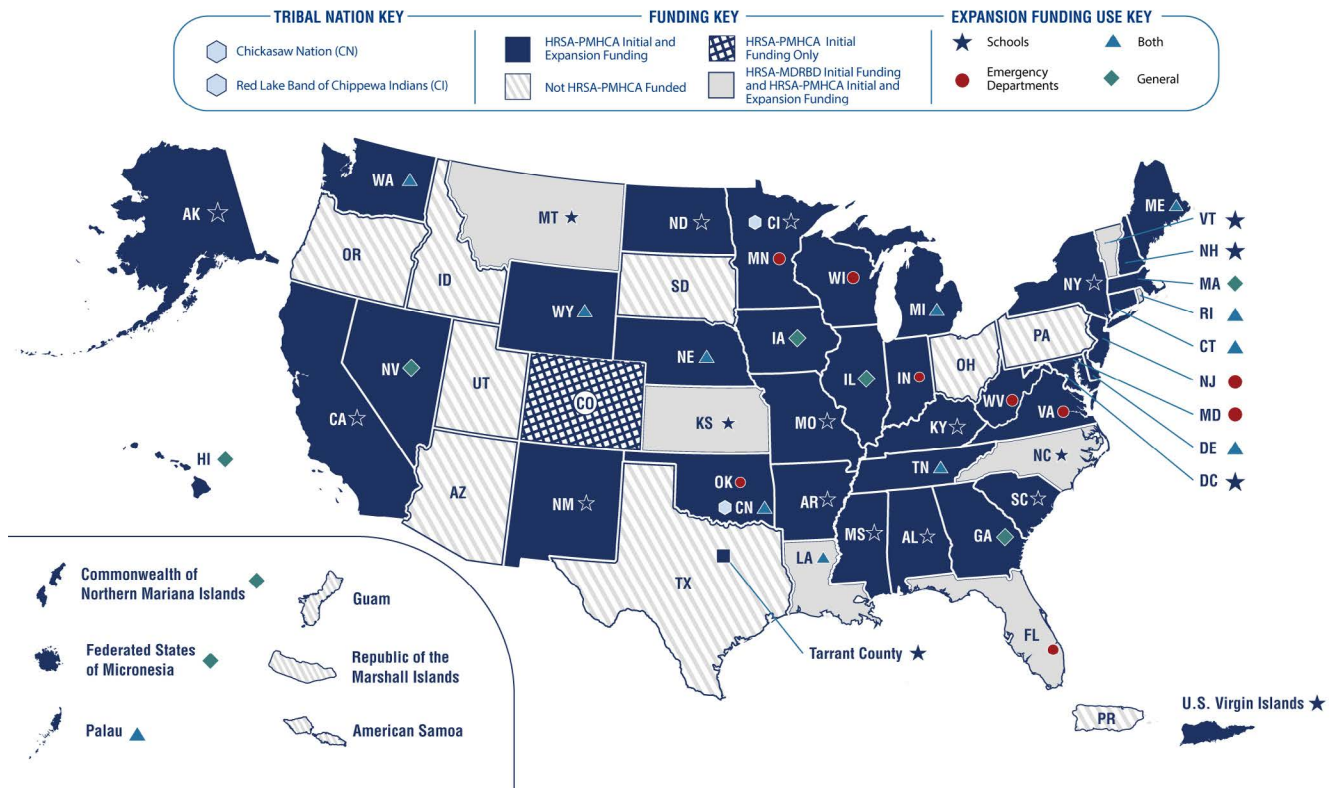 TRIBAL NATION KEY
FUNDING KEY
EXPANSION FUNDING USE KEY
Chickasaw Nation (CN)
Red Lake Band of Chippewa Indians (CI)
HRSA-PMHCA Initial and
Expansion Funding
Not HRSA-PMHCA Funded
HRSA-PMHCA Initial
Funding Only
HRSA-MDRBD Initial Funding
and HRSA-PMHCA Initial and
Expansion Funding
Schools
Both
Emergency
Departments
General
AK
WA
OR
ID
MT
ND
CI
MN
WI
MI
NY
ME
VT
NH
MA
RI
CT
NJ
MD
DE
DC
WY
SD
NE
IA
IL
IN
OH
PA
NV
UT
CO
CA
KS
MO
KY
WV
VA
NC
TN
HI
AZ
NM
OK
CN
AR
SC
MS
AL
GA
LA
TX
FL
Tarrant County
PR
U.S. Virgin Islands
Commonwealth of
Northern Mariana Islands
Guam
Federated States
of Micronesia
Republic of the
Marshall Islands
Palau
American Samoa